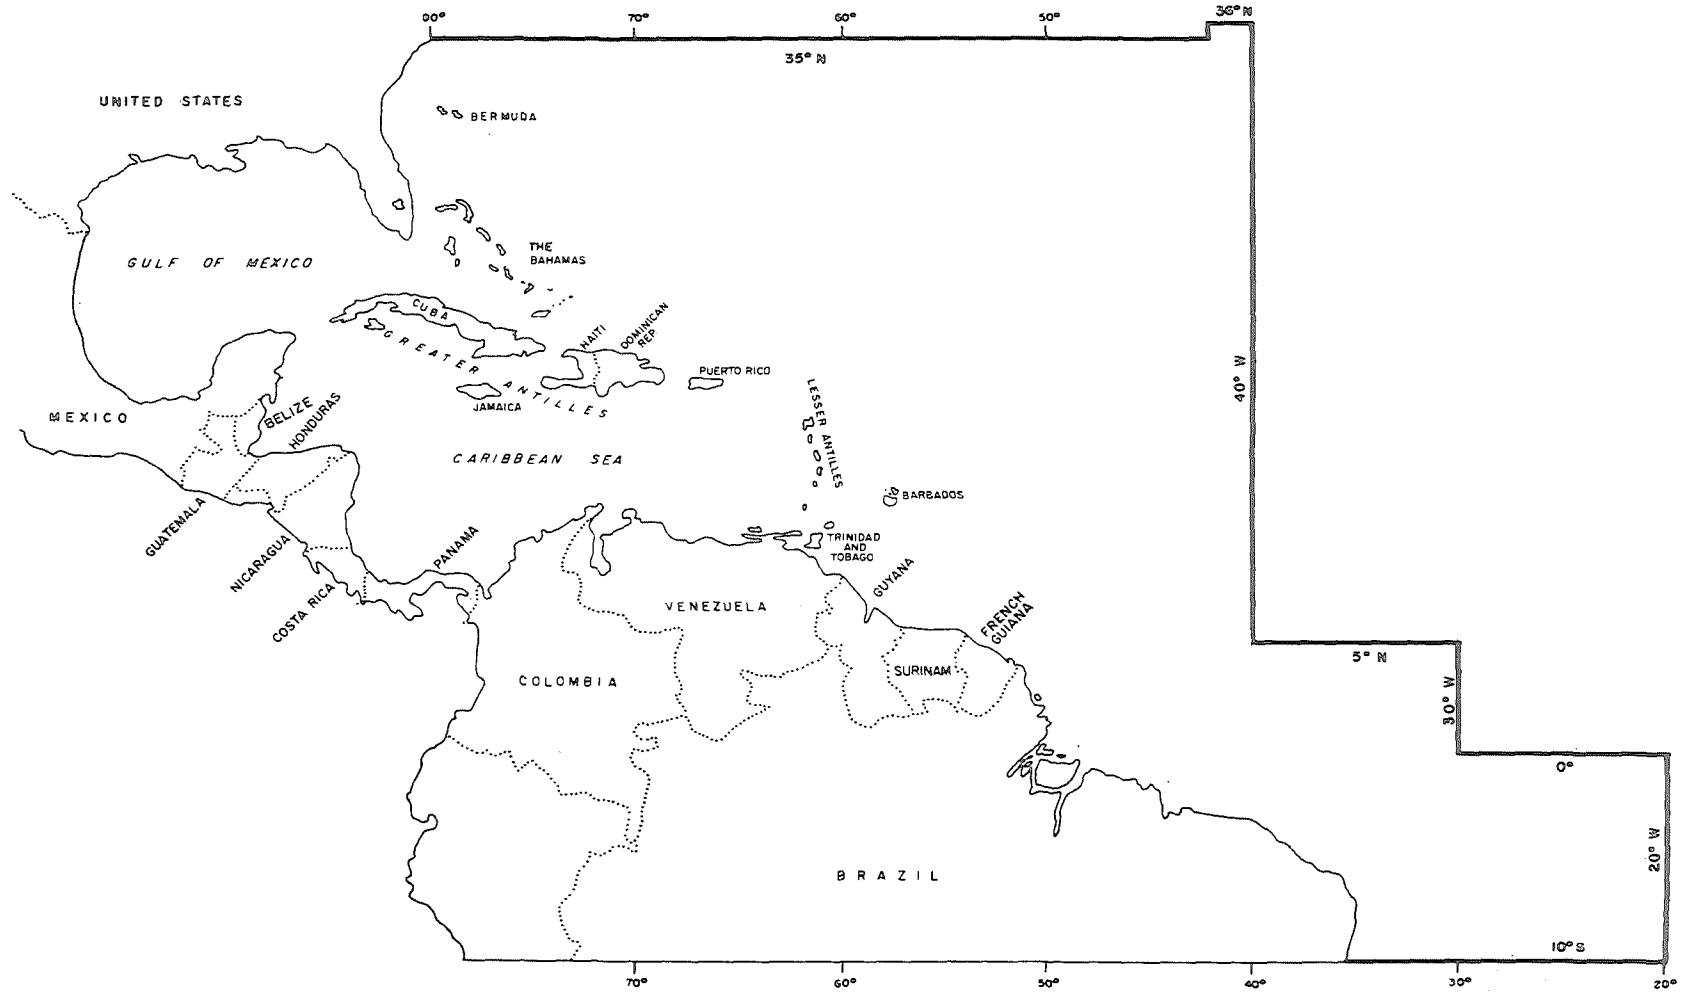 80° 70° 60° 50° 36° N
35° N
UNITED STATES
BERMUDA
THE
BAHAMAS
GULF OF MEXICO
CUBA
HAITI
DOMINICAN
REP.
GREATER ANTILLES
PUERTO RICO
JAMAICA
LESSER ANTILLES
40° W
MEXICO
BELIZE
HONDURAS
CARIBBEAN SEA
BARBADOS
GUATEMALA
NICARAGUA
COSTA RICA
PANAMA
TRINIDAD
AND
TOBAGO
GUYANA
VENEZUELA
FRENCH
GUIANA
5° N
SURINAM
COLOMBIA
30° W
0°
20° W
BRAZIL
10° S
70° 60° 50° 40° 30° 20°